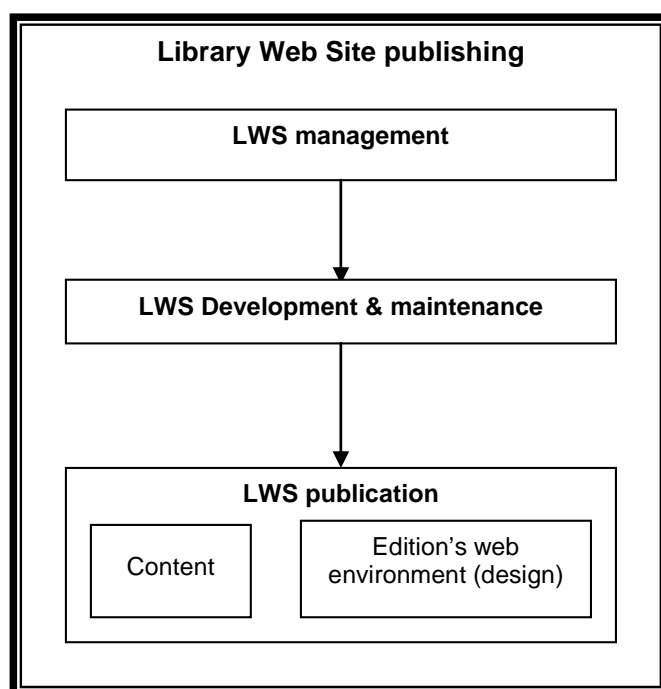 Library Web Site publishing
LWS management
LWS Development & maintenance
LWS publication
Content
Edition’s web
environment (design)